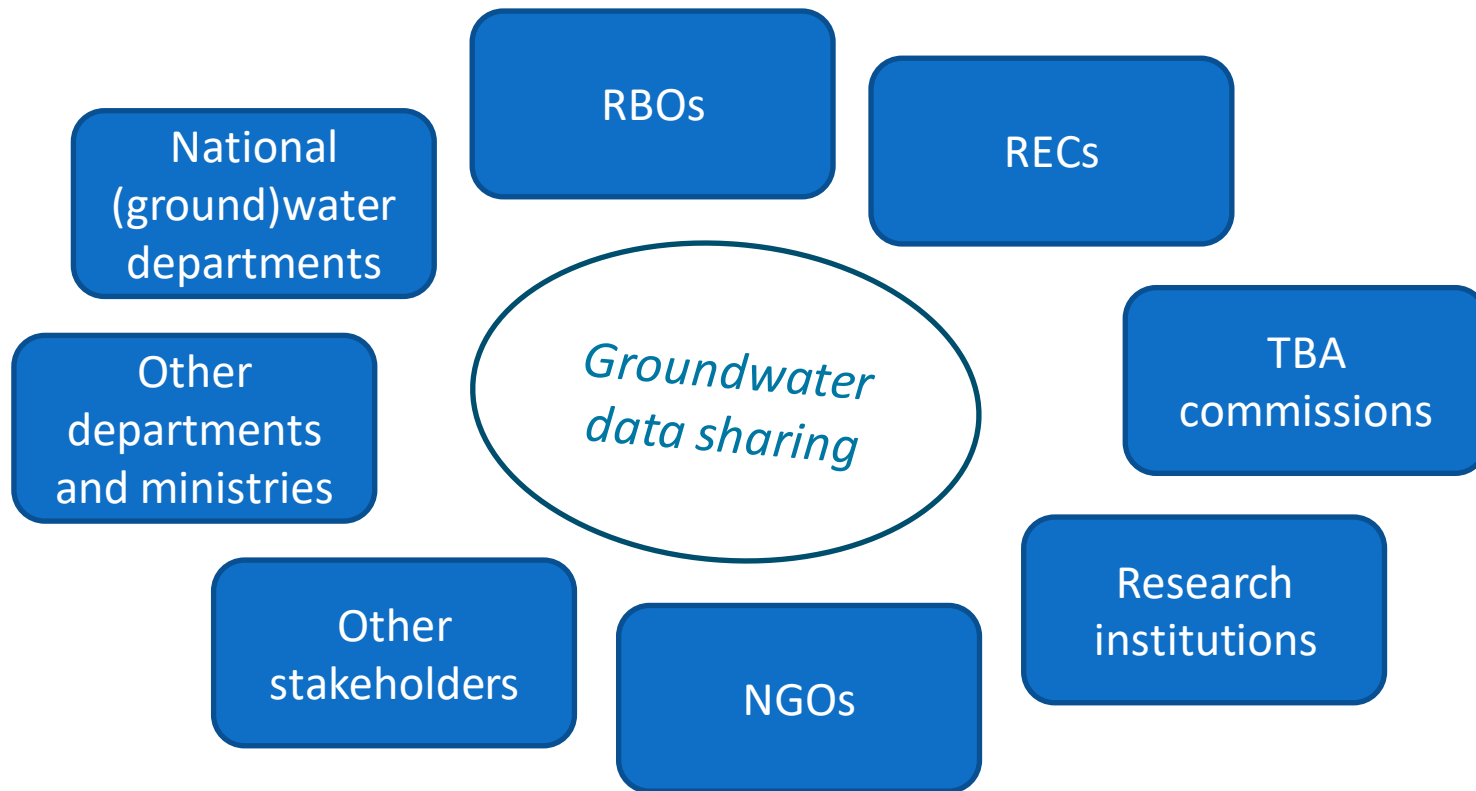 RBOs
RECs
National
(ground)water
departments
TBA
commissions
Groundwater
data sharing
Other
departments
and ministries
Research
institutions
Other
stakeholders
NGOs